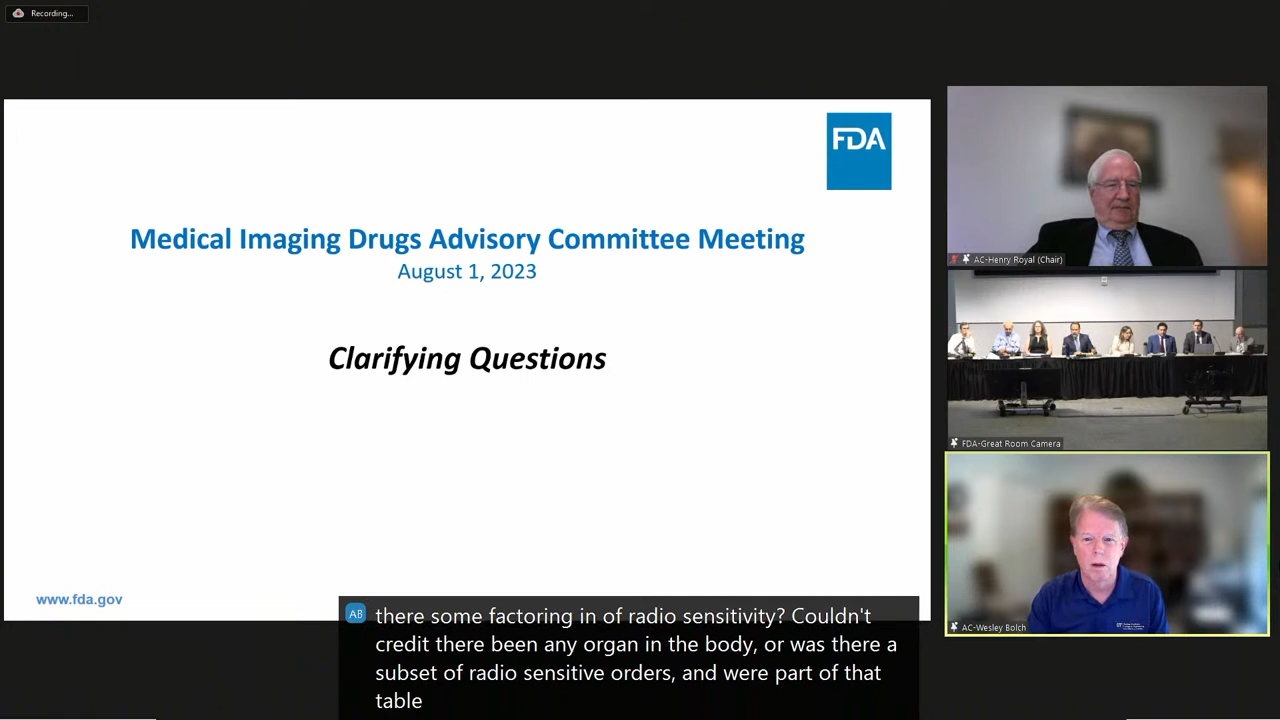 Recording...
FDA
Medical Imaging Drugs Advisory Committee Meeting
August 1, 2023
Clarifying Questions
www.fda.gov
AC-Henry Royal (Chair)
FDA-Great Room Camera
AC-Wesley Bolch
AB
there some factoring in of radio sensitivity? Couldn't
credit there been any organ in the body, or was there a
subset of radio sensitive orders, and were part of that
table